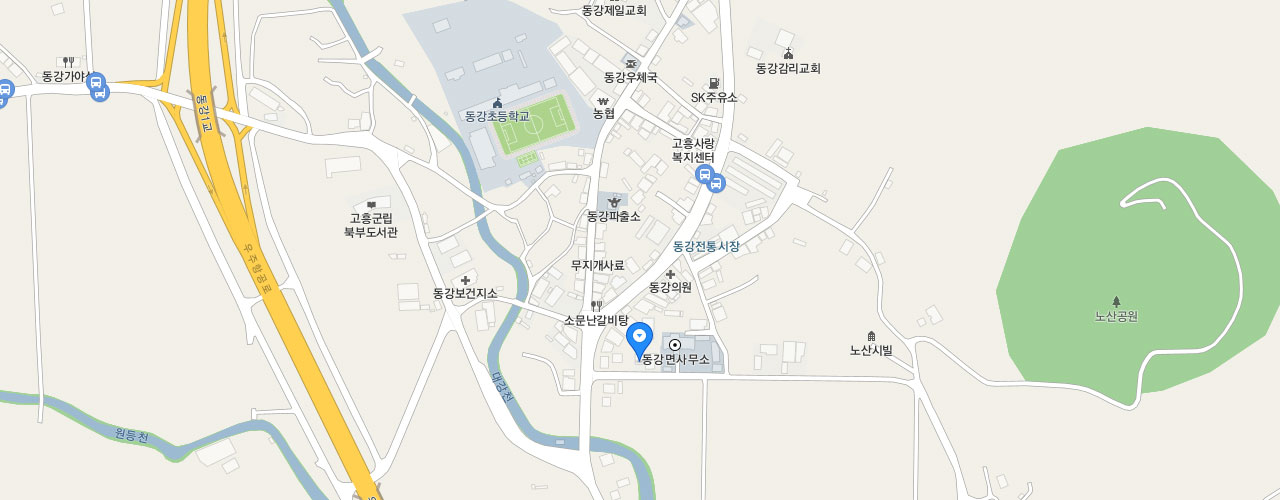 동강제일교회
동강우체국
동강감리교회
동강가야
SK주유소
동강1교
농협
동강초등학교
고흥사랑
복지센터
고흥군립
북부도서관
동강파출소
우주항공로
동강전통시장
무지개사료
동강의원
동강보건지소
소문난갈비탕
노산공원
노산시빌
동강면사무소
대강천
원등천